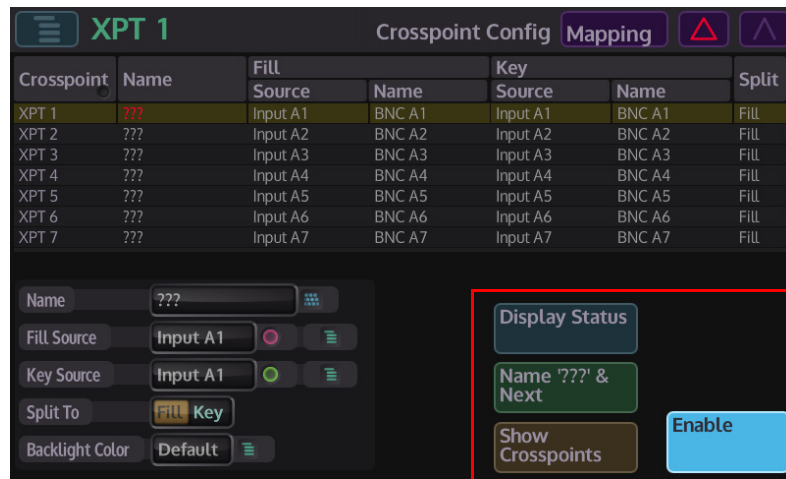 XPT 1 Crosspoint Config Mapping
Crosspoint Name Fill Key Split
Source Name Source Name
XPT 1 ??? Input A1 BNC A1 Input A1 BNC A1 Fill
XPT 2 ??? Input A2 BNC A2 Input A2 BNC A2 Fill
XPT 3 ??? Input A3 BNC A3 Input A3 BNC A3 Fill
XPT 4 ??? Input A4 BNC A4 Input A4 BNC A4 Fill
XPT 5 ??? Input A5 BNC A5 Input A5 BNC A5 Fill
XPT 6 ??? Input A6 BNC A6 Input A6 BNC A6 Fill
XPT 7 ??? Input A7 BNC A7 Input A7 BNC A7 Fill
Name ???
Fill Source Input A1
Key Source Input A1
Split To Fill Key
Backlight Color Default
Display Status
Name '???' &
Next
Show
Crosspoints
Enable